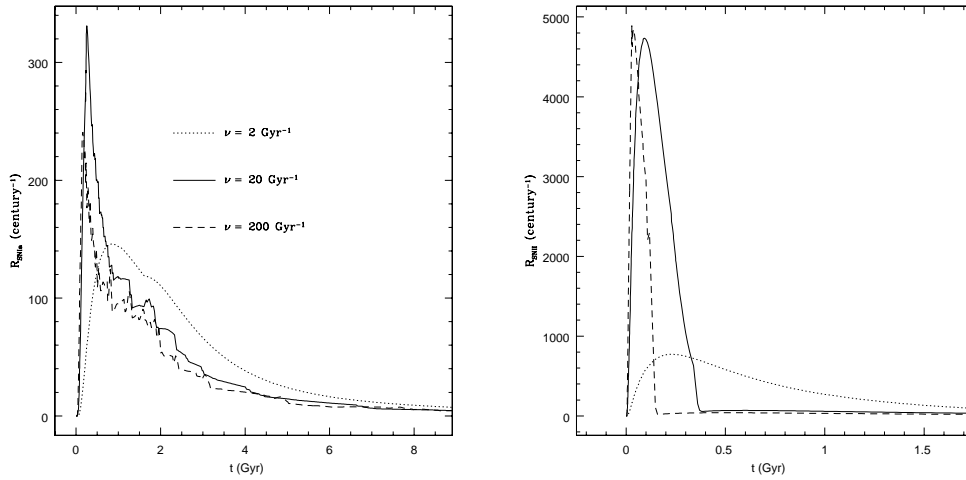 R_SNIa (century⁻¹)
300
200
100
0
0 2 4 6 8
t (Gyr)
ν = 2 Gyr⁻¹
ν = 20 Gyr⁻¹
ν = 200 Gyr⁻¹
R_SNII (century⁻¹)
5000
4000
3000
2000
1000
0
0 0.5 1 1.5
t (Gyr)